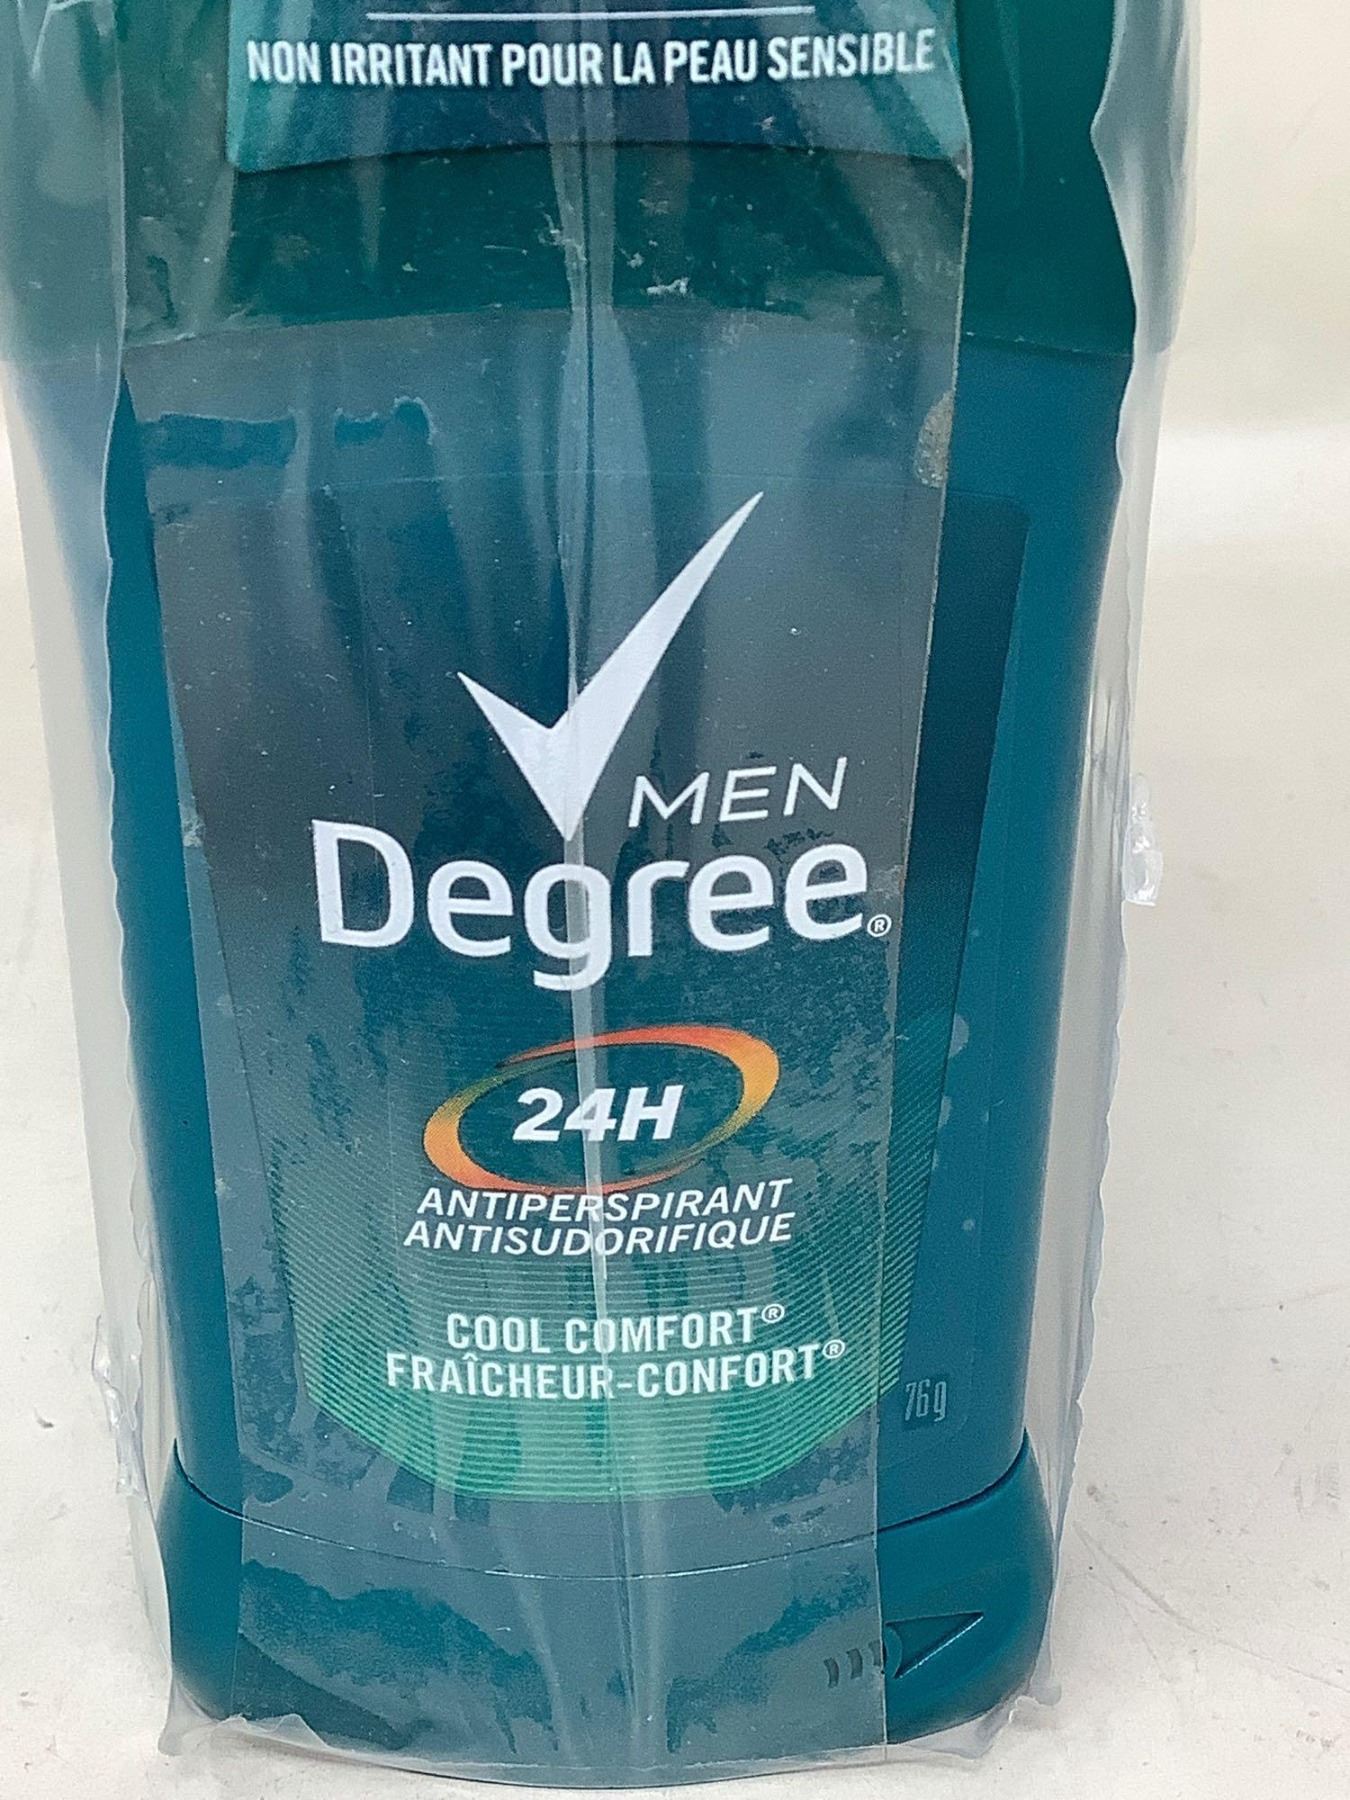 NON IRRITANT POUR LA PEAU SENSIBLE
MEN
Degree®
24H
ANTIPERSPIRANT
ANTISUDORIFIQUE
COOL COMFORT®
FRAÎCHEUR-CONFORT®
76g